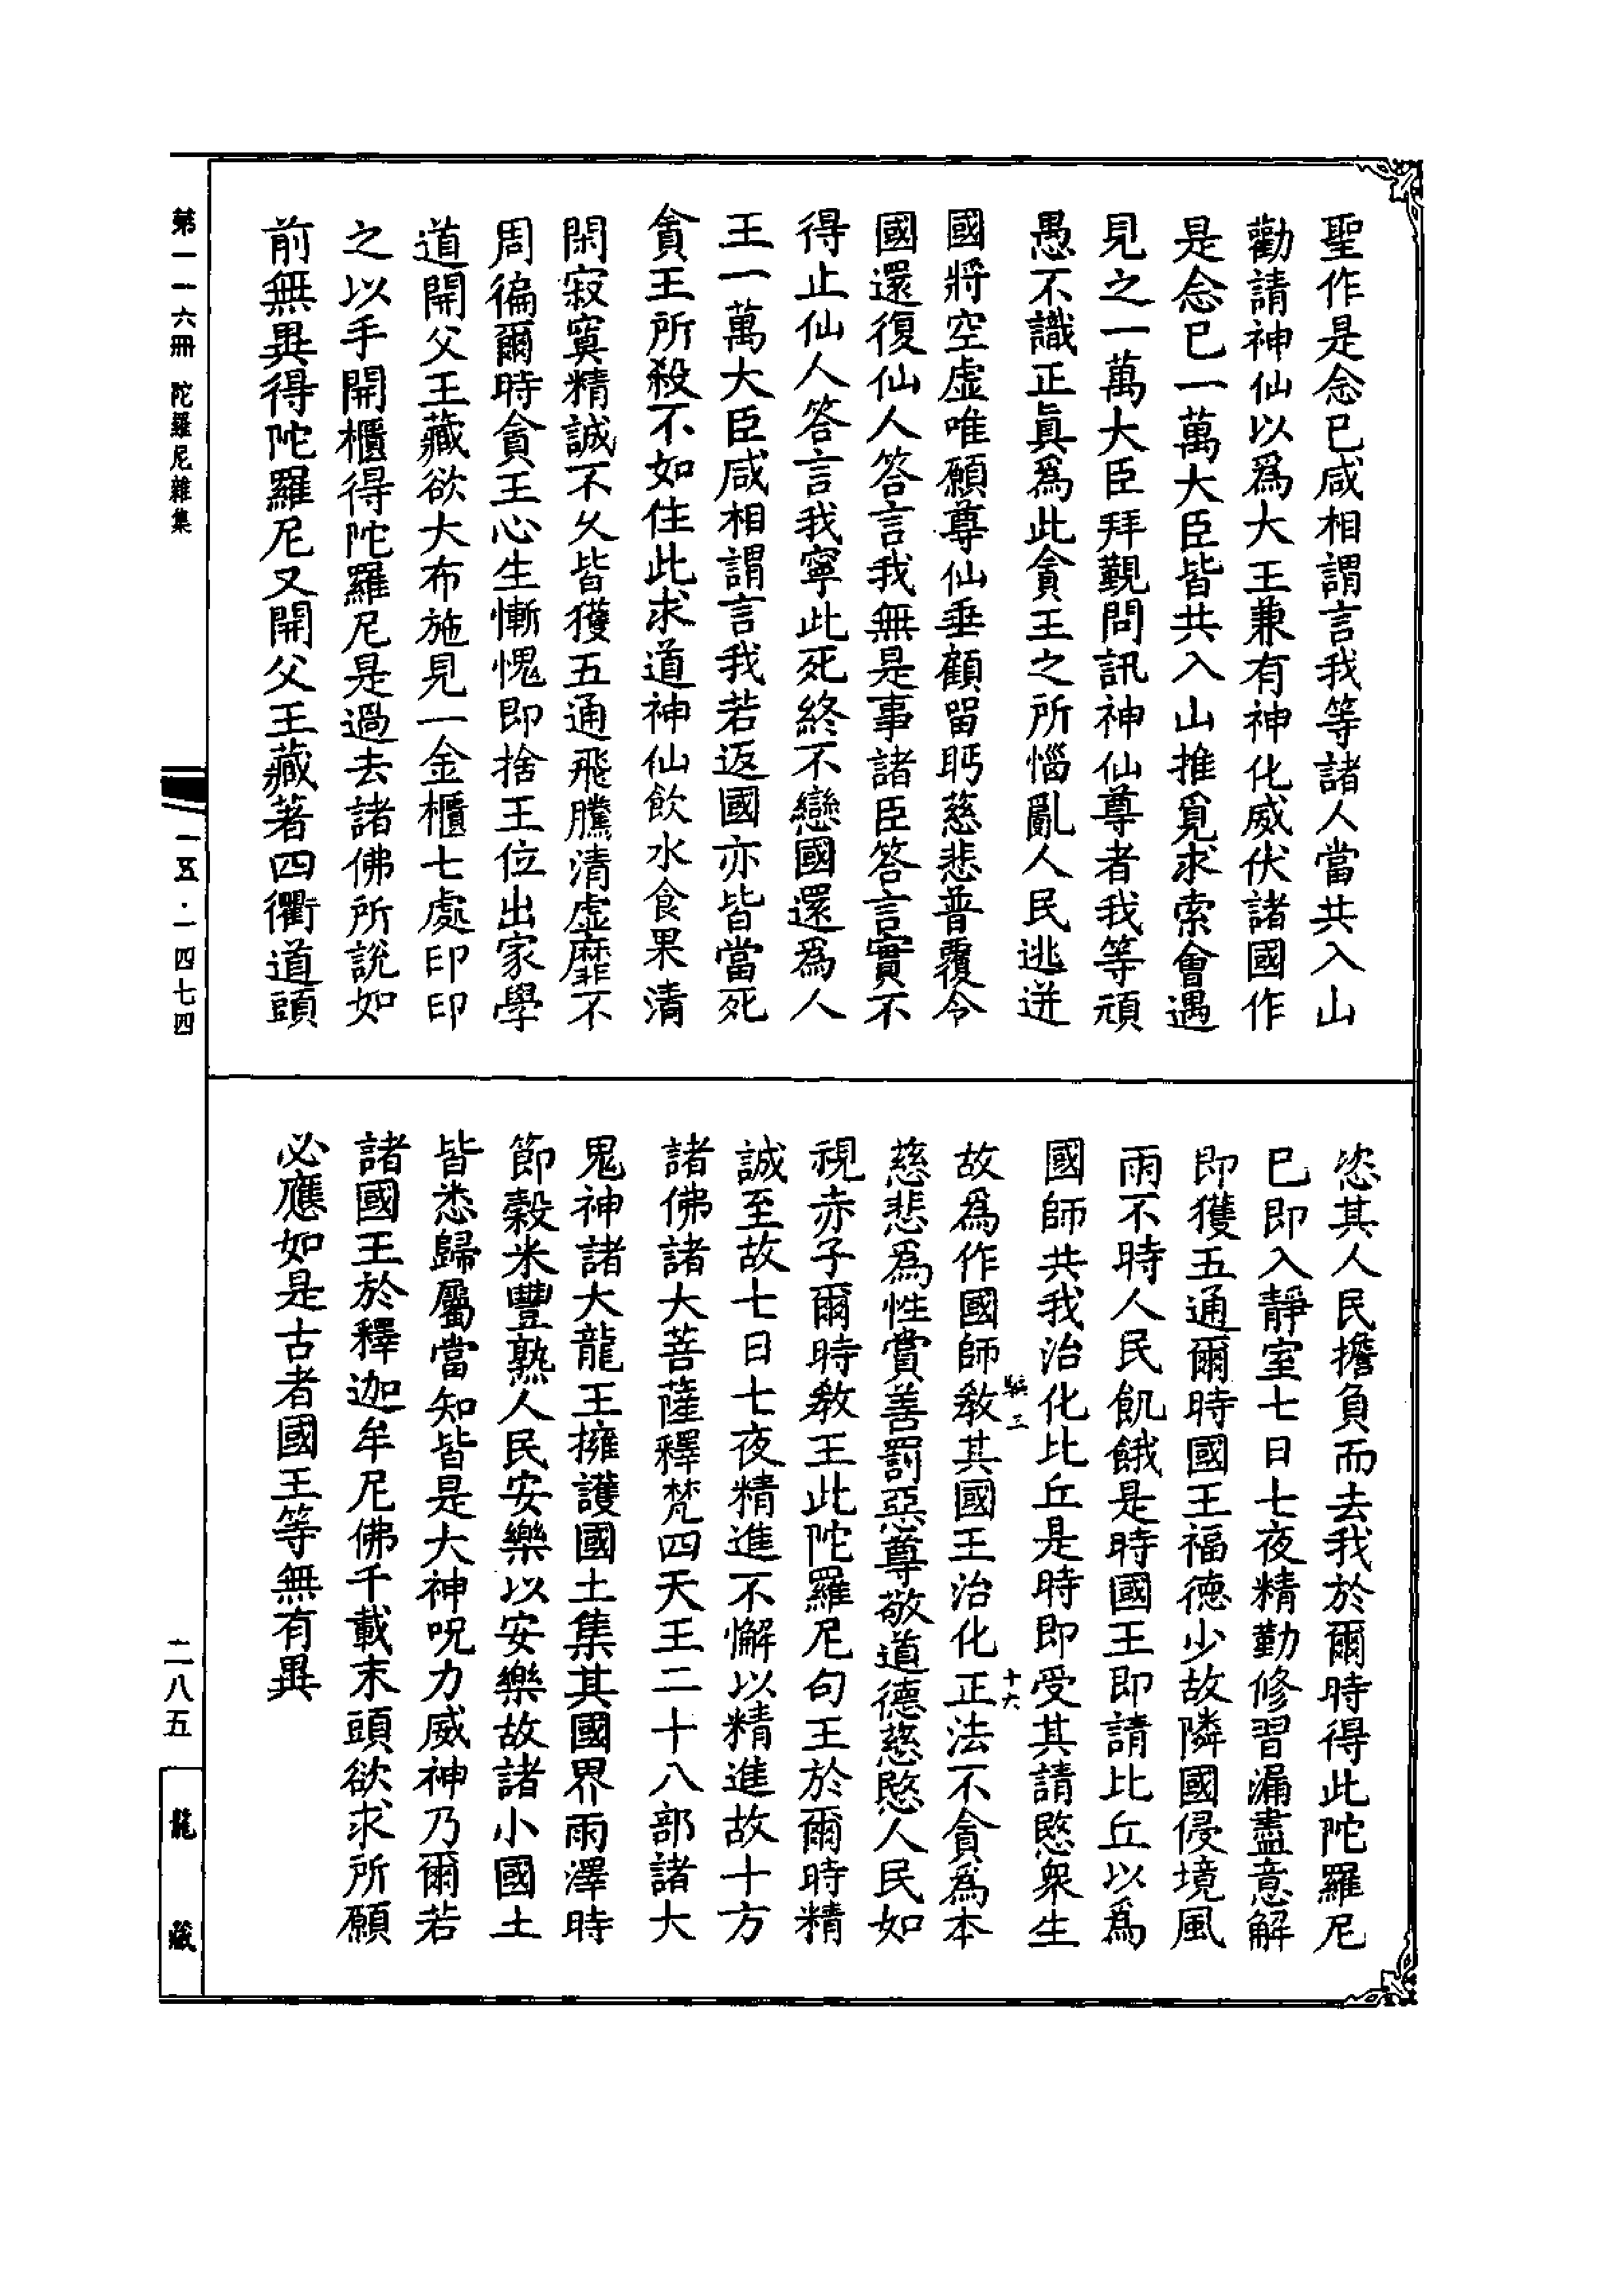 聖作是念已咸相謂言我等諸人當共入山
勸請神仙以爲大王兼有神化威伏諸國作
是念已一萬大臣皆共入山推覓求索會遇
見之一萬大臣拜覲問訊神仙尊者我等頑
愚不識正眞爲此貪王之所惱亂人民逃迸
國將空虛唯願尊仙垂顧留眄慈悲普覆令
國還復仙人答言我無是事諸臣答言實不
得止仙人答言我寧此死終不戀國還爲人
王一萬大臣咸相謂言我若返國亦皆當死
貪王所殺不如住此求道神仙飲水食果清
閑寂寞精誠不久皆獲五通飛騰清虛靡不
周徧爾時貪王心生慚愧即捨王位出家學
道開父王藏欲大布施見一金櫃七處印印
之以手開櫃得陀羅尼是過去諸佛所說如
前無異得陀羅尼又開父王藏著四衢道頭
恣其人民擔負而去我於爾時得此陀羅尼
已即入靜室七日七夜精勤修習漏盡意解
即獲五通爾時國王福德少故隣國侵境風
雨不時人民飢餓是時國王即請比丘以爲
國師共我治化比丘是時即受其請愍衆生
故爲作國師教其國王治化正法不貪爲本
慈悲爲性賞善罰惡尊敬道德慈愍人民如
視赤子爾時教王此陀羅尼句王於爾時精
誠至故七日七夜精進不懈以精進故十方
諸佛諸大菩薩釋梵四天王二十八部諸大
鬼神諸大龍王擁護國土集其國界雨澤時
節穀米豐熟人民安樂以安樂故諸小國土
皆悉歸屬當知皆是大神呪力威神乃爾若
諸國王於釋迦牟尼佛千載末頭欲求所願
必應如是古者國王等無有異
三
十六
第一一六冊 陀羅尼雜集
一五·一四七四
二八五
龍藏